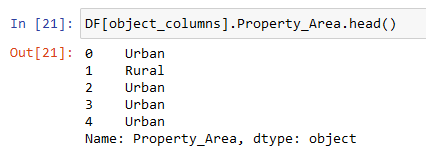 In [21]: DF[object_columns].Property_Area.head()
Out[21]: 0    Urban
1    Rural
2    Urban
3    Urban
4    Urban
Name: Property_Area, dtype: object